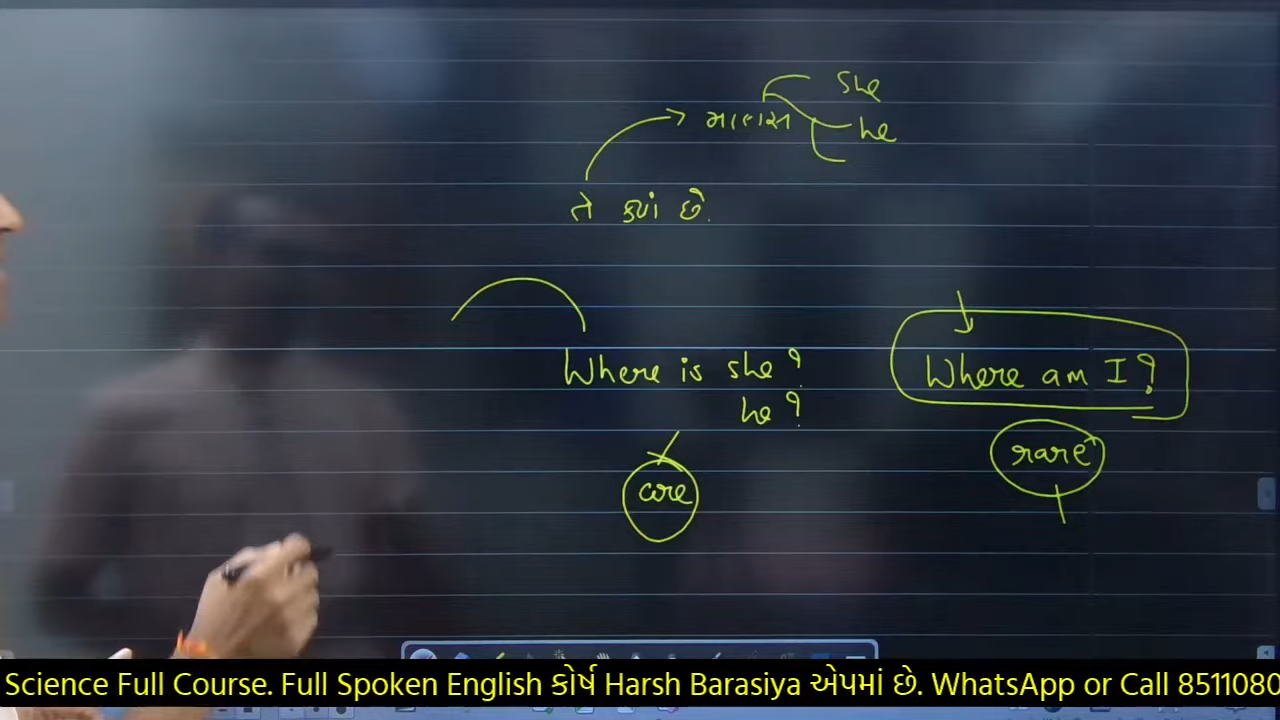 she
માણસ
he
તે ક્યાં છે.
Where is she?
Where am I?
he?
rare
are
Science Full Course. Full Spoken English કોર્ષ Harsh Barasiya એપમાં છે. WhatsApp or Call 8511080